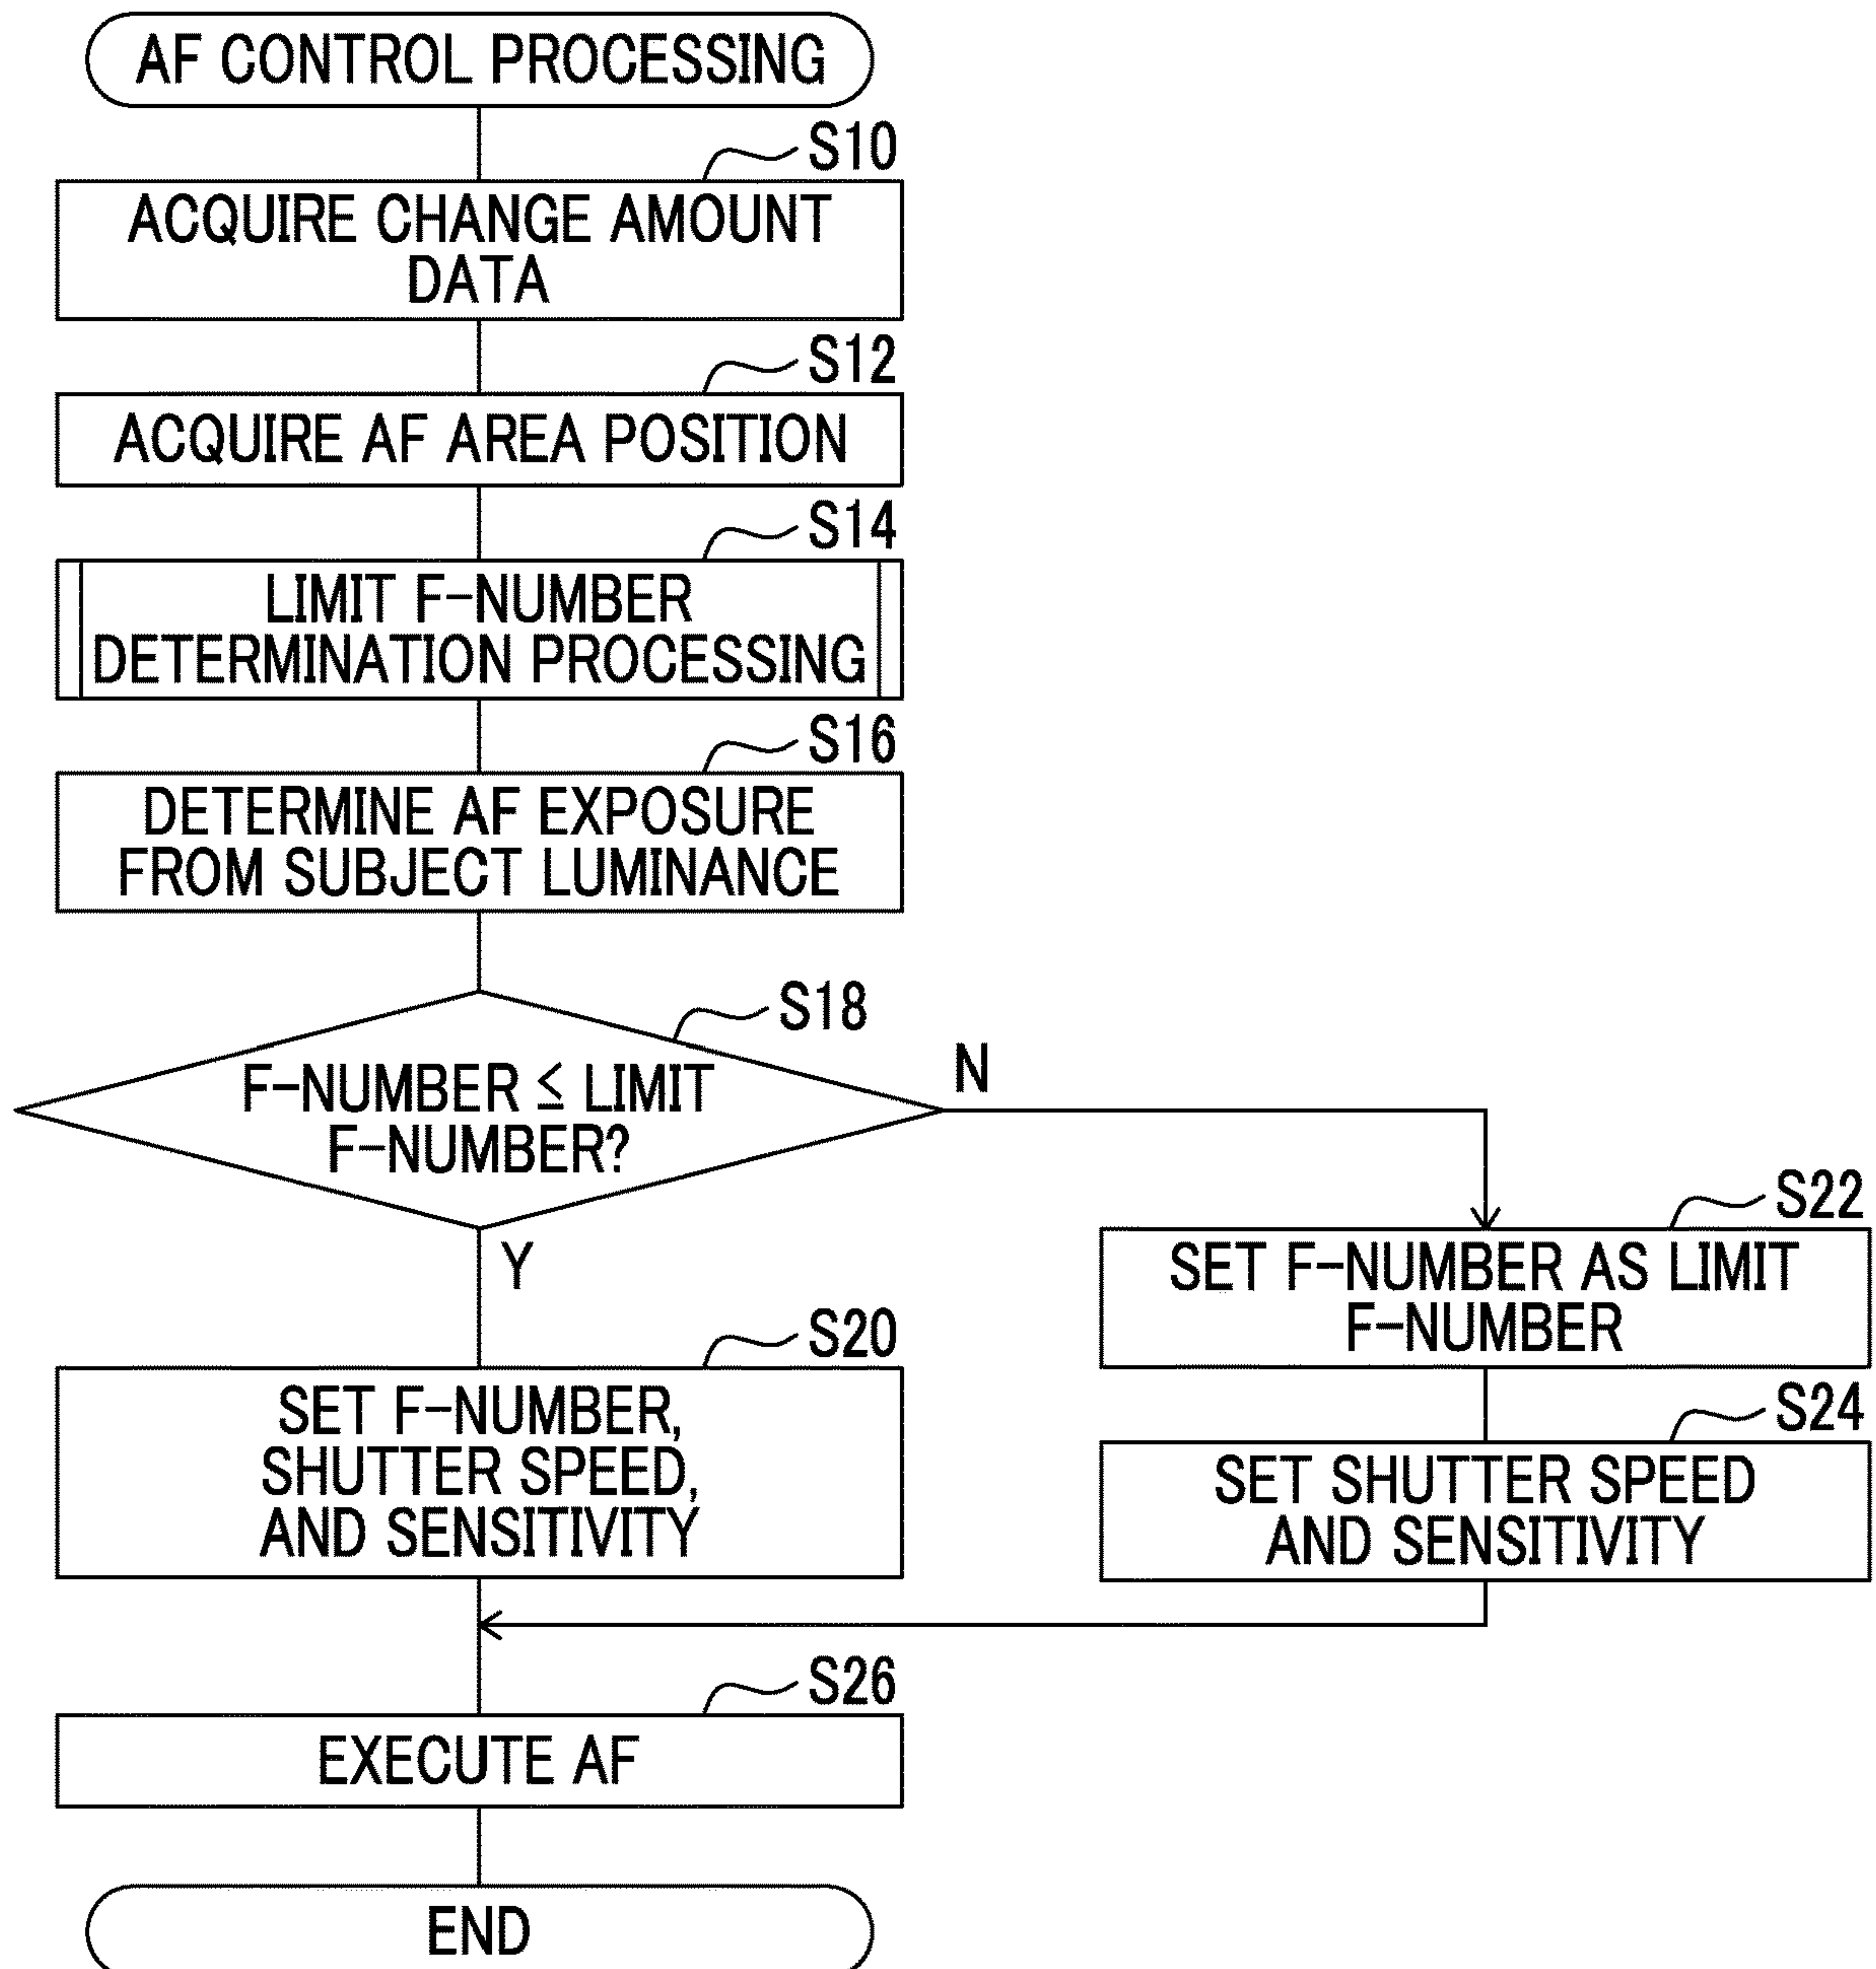 AF CONTROL PROCESSING
S10
ACQUIRE CHANGE AMOUNT
DATA
S12
ACQUIRE AF AREA POSITION
S14
LIMIT F-NUMBER
DETERMINATION PROCESSING
S16
DETERMINE AF EXPOSURE
FROM SUBJECT LUMINANCE
S18
F-NUMBER ≤ LIMIT
F-NUMBER?
N
Y
S22
SET F-NUMBER AS LIMIT
F-NUMBER
S20
SET F-NUMBER,
SHUTTER SPEED,
AND SENSITIVITY
S24
SET SHUTTER SPEED
AND SENSITIVITY
S26
EXECUTE AF
END